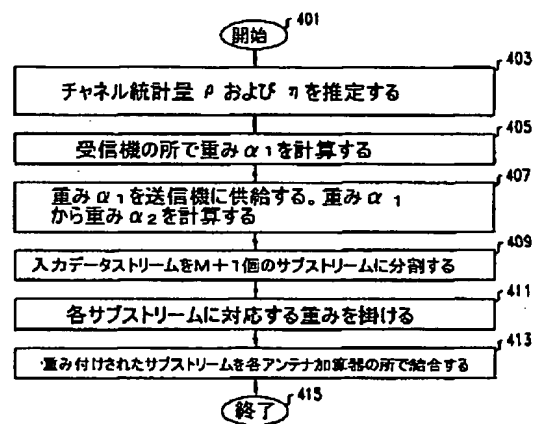 開始
401
403
チャネル統計量 ρ および η を推定する
405
受信機の所で重み α1 を計算する
407
重み α1 を送信機に供給する。重み α1
から重み α2 を計算する
409
入力データストリームをM+1個のサブストリームに分割する
411
各サブストリームに対応する重みを掛ける
413
重み付けされたサブストリームを各アンテナ加算器の所で結合する
終了
415